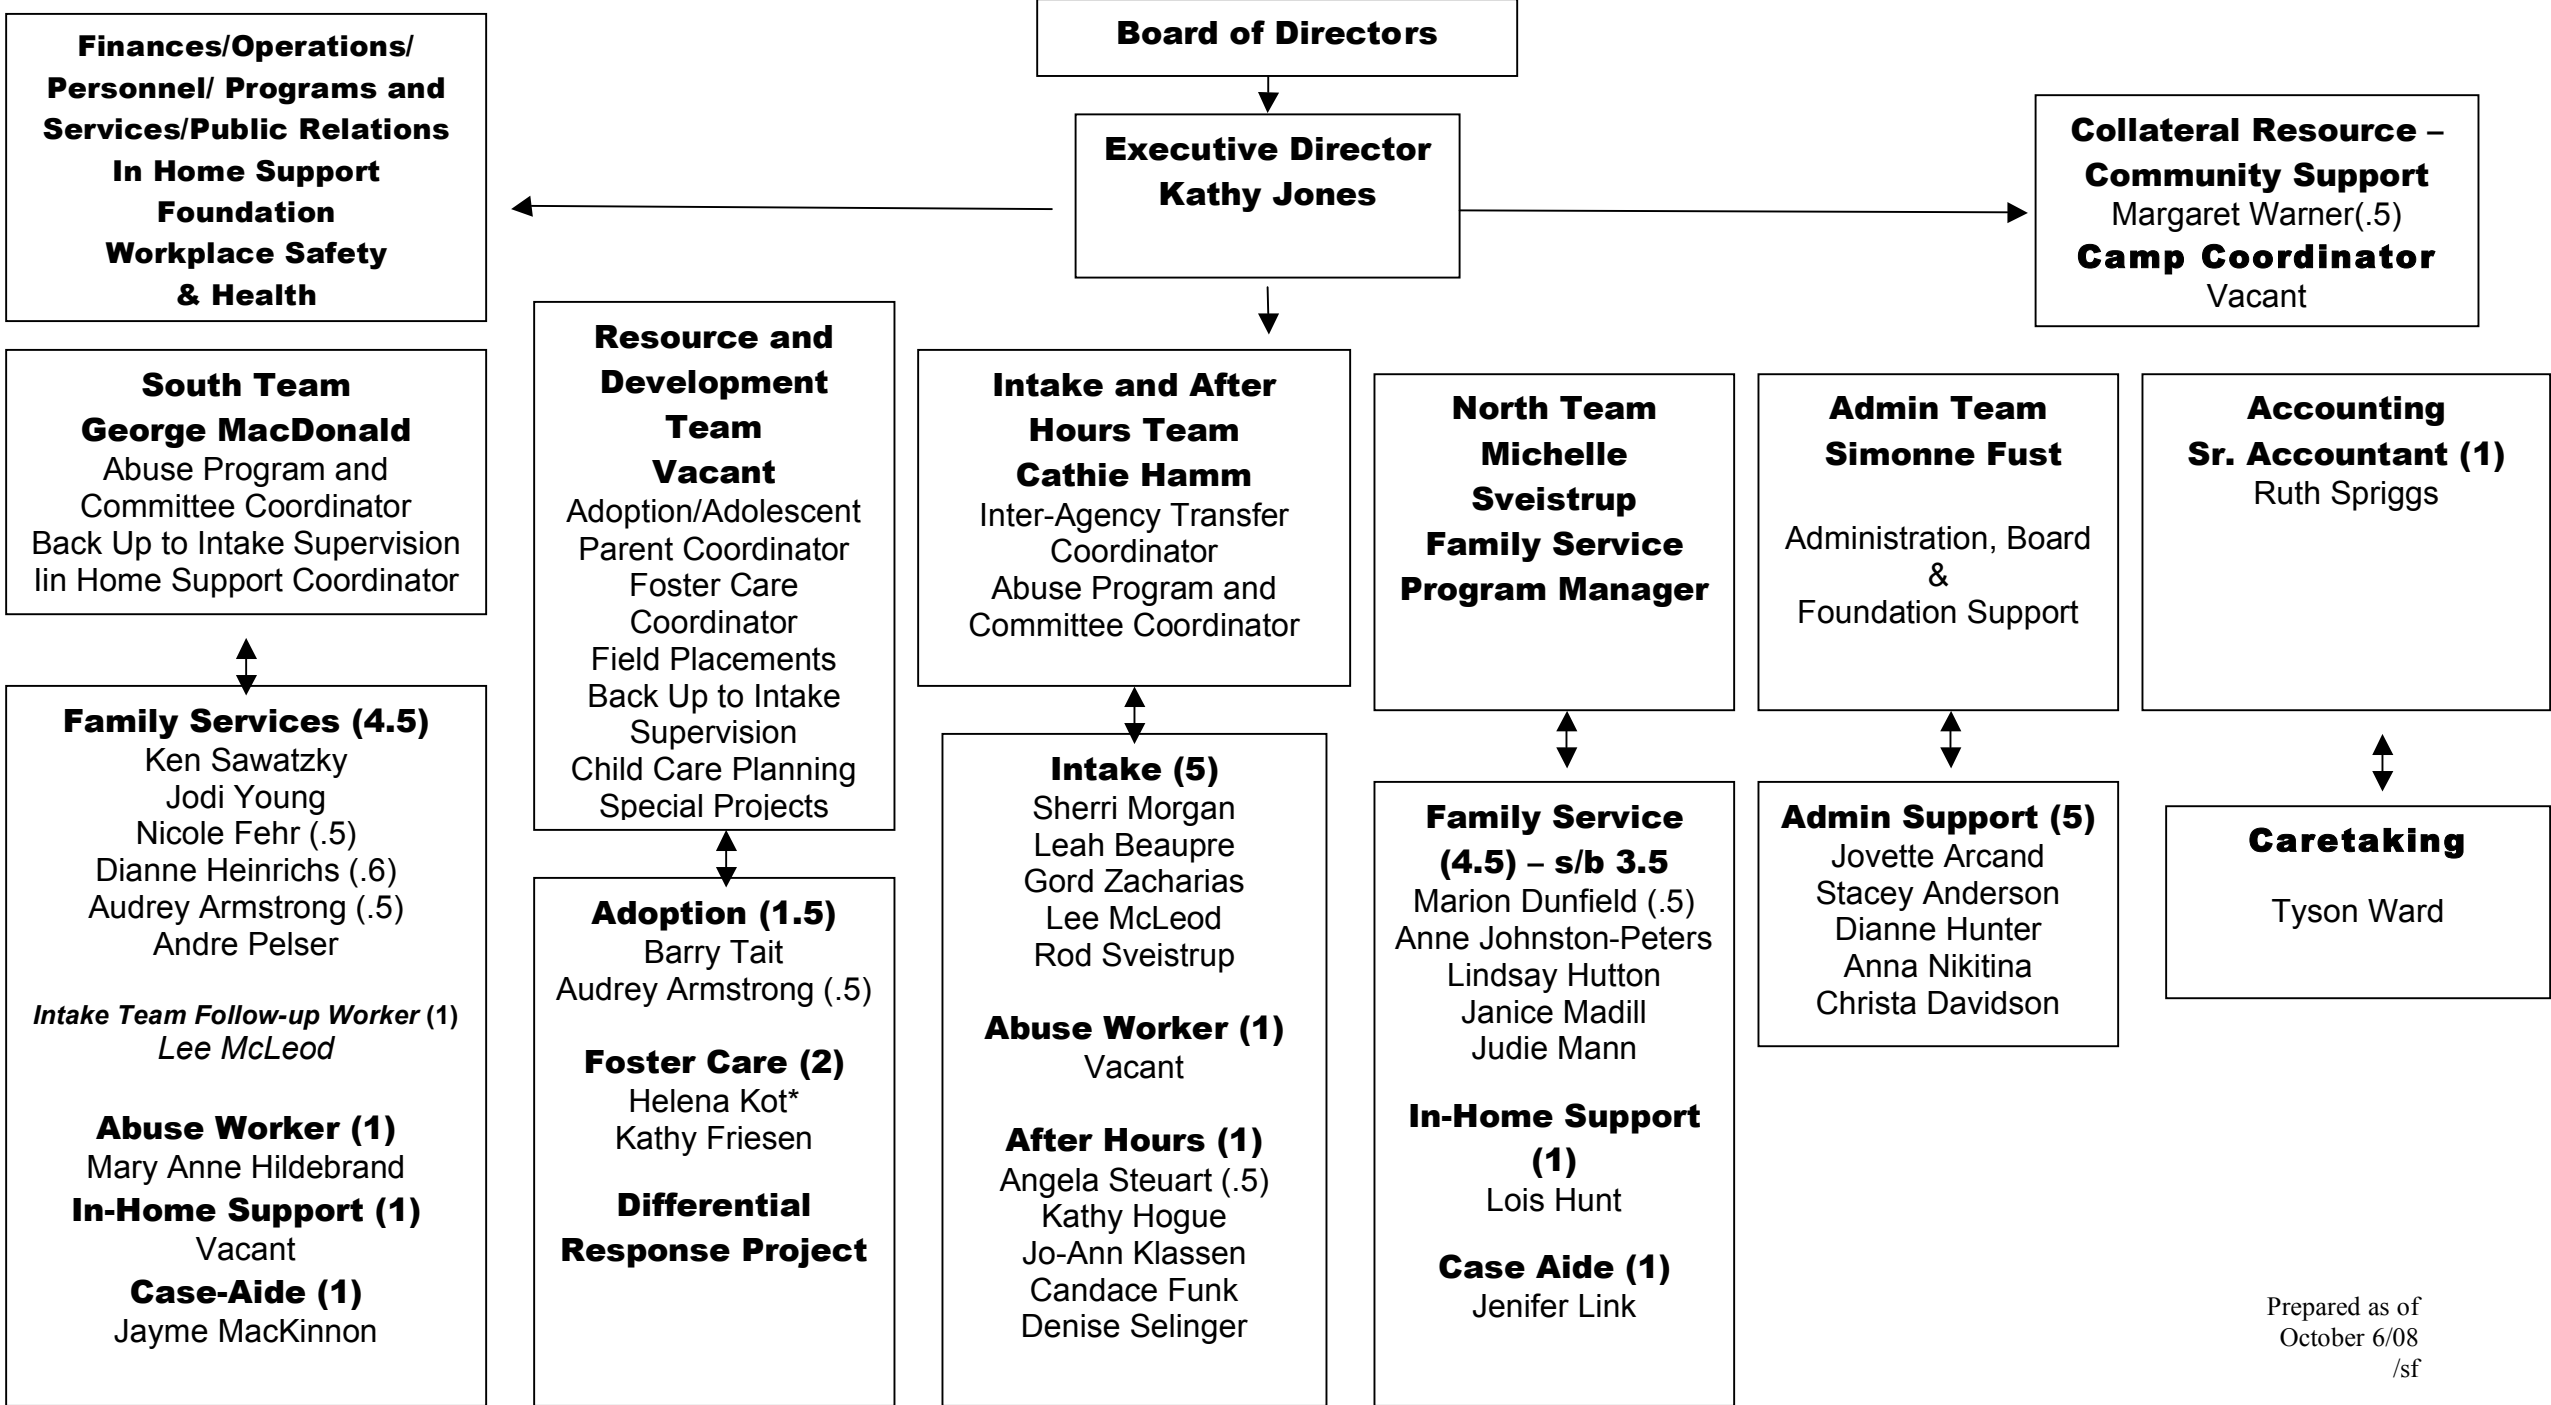 Board of Directors
Executive Director
Kathy Jones
Finances/Operations/
Personnel/ Programs and
Services/Public Relations
In Home Support
Foundation
Workplace Safety
& Health
Collateral Resource –
Community Support
Margaret Warner(.5)
Camp Coordinator
Vacant
South Team
George MacDonald
Abuse Program and
Committee Coordinator
Back Up to Intake Supervision
Iin Home Support Coordinator
Resource and
Development
Team
Vacant
Adoption/Adolescent
Parent Coordinator
Foster Care
Coordinator
Field Placements
Back Up to Intake
Supervision
Child Care Planning
Special Projects
Intake and After
Hours Team
Cathie Hamm
Inter-Agency Transfer
Coordinator
Abuse Program and
Committee Coordinator
North Team
Michelle
Sveistrup
Family Service
Program Manager
Admin Team
Simonne Fust
Administration, Board
&
Foundation Support
Accounting
Sr. Accountant (1)
Ruth Spriggs
Family Services (4.5)
Ken Sawatzky
Jodi Young
Nicole Fehr (.5)
Dianne Heinrichs (.6)
Audrey Armstrong (.5)
Andre Pelser
Intake Team Follow-up Worker (1)
Lee McLeod
Abuse Worker (1)
Mary Anne Hildebrand
In-Home Support (1)
Vacant
Case-Aide (1)
Jayme MacKinnon
Adoption (1.5)
Barry Tait
Audrey Armstrong (.5)
Foster Care (2)
Helena Kot*
Kathy Friesen
Differential
Response Project
Intake (5)
Sherri Morgan
Leah Beaupre
Gord Zacharias
Lee McLeod
Rod Sveistrup
Abuse Worker (1)
Vacant
After Hours (1)
Angela Steuart (.5)
Kathy Hogue
Jo-Ann Klassen
Candace Funk
Denise Selinger
Family Service
(4.5) – s/b 3.5
Marion Dunfield (.5)
Anne Johnston-Peters
Lindsay Hutton
Janice Madill
Judie Mann
In-Home Support
(1)
Lois Hunt
Case Aide (1)
Jenifer Link
Admin Support (5)
Jovette Arcand
Stacey Anderson
Dianne Hunter
Anna Nikitina
Christa Davidson
Caretaking
Tyson Ward
Prepared as of
October 6/08
/sf